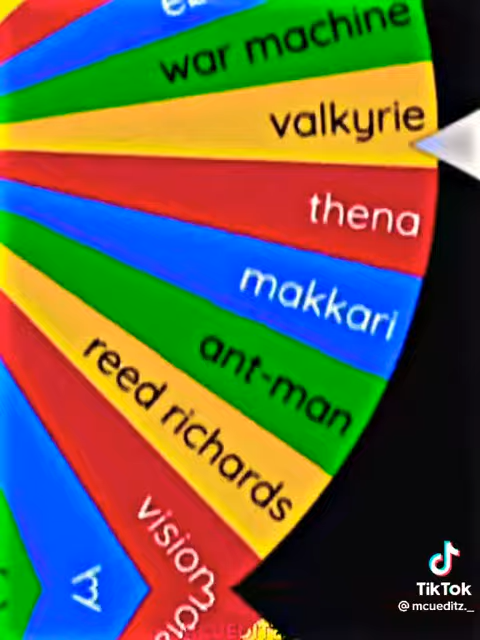 war machine
valkyrie
thena
makkari
ant-man
reed richards
vision
TikTok
@mcueditz._